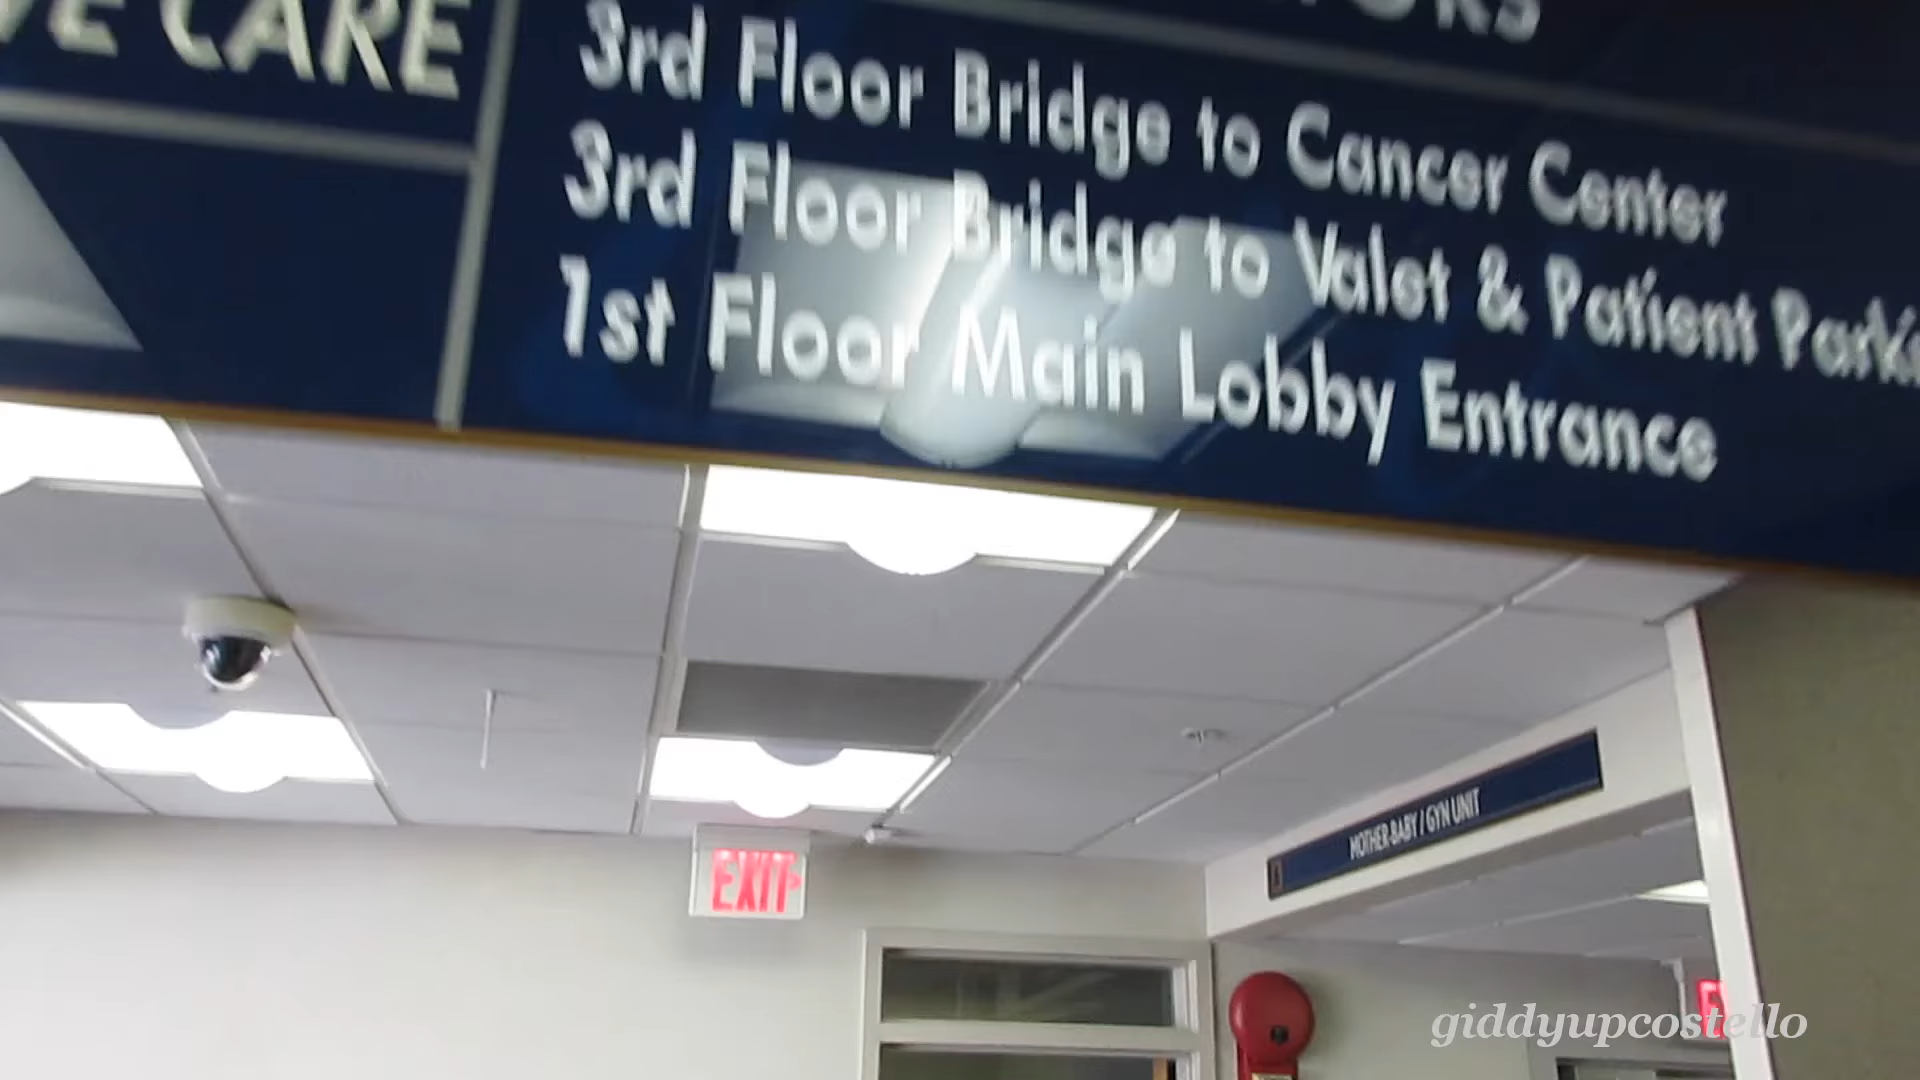 CARE
3rd Floor Bridge to Cancer Center
3rd Floor Bridge to Valet & Patient
1st Floor Main Lobby Entrance
MOTHER-BABY / GYN UNIT
EXIT
giddyupcostello